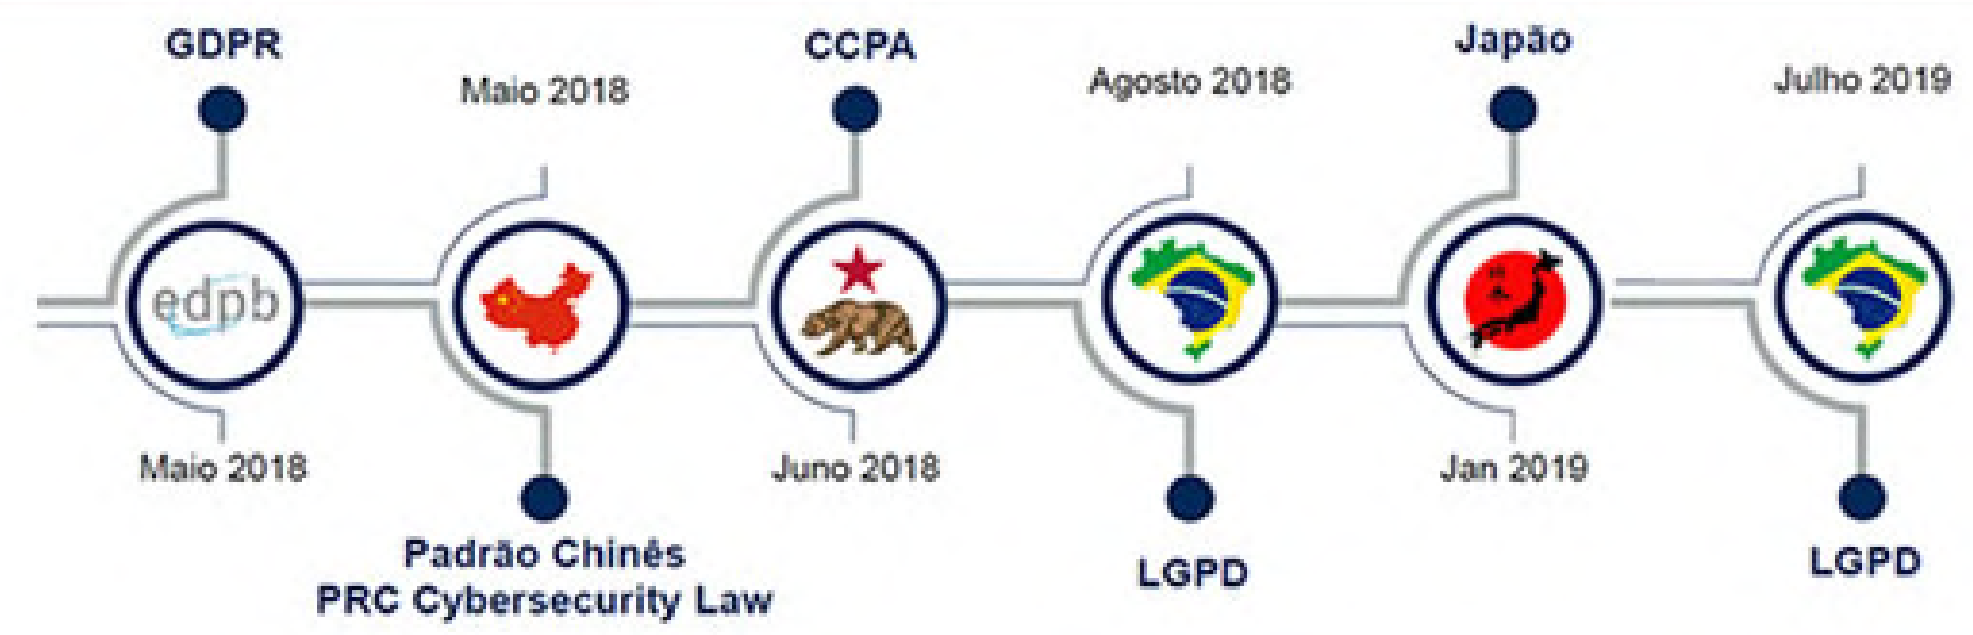 GDPR
Maio 2018
edpb
Maio 2018
Padrão Chinês
PRC Cybersecurity Law
CCPA
Juno 2018
Agosto 2018
LGPD
Japão
Jan 2019
Julho 2019
LGPD